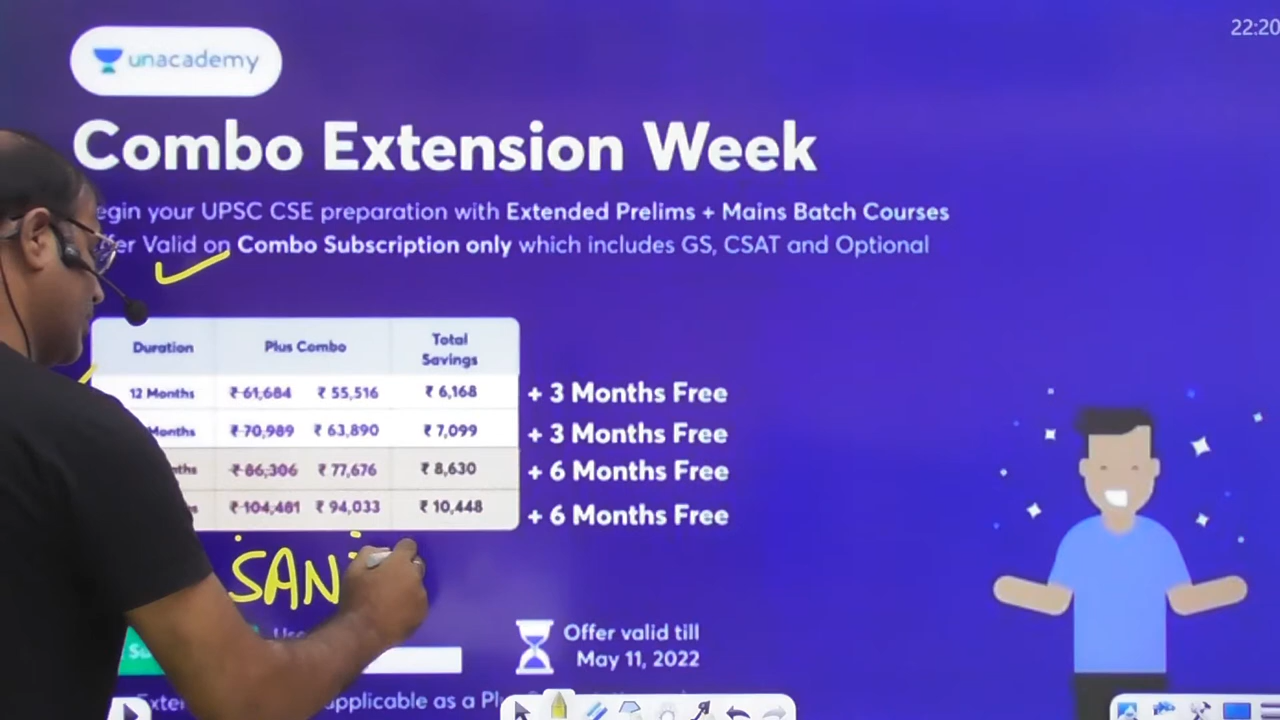 22:20
unacademy
Combo Extension Week
egin your UPSC CSE preparation with Extended Prelims + Mains Batch Courses
er Valid on Combo Subscription only which includes GS, CSAT and Optional
Duration Plus Combo Total Savings
12 Months ₹ 61,684 ₹ 55,516 ₹ 6,168 + 3 Months Free
Months ₹ 70,989 ₹ 63,890 ₹ 7,099 + 3 Months Free
ths ₹ 86,306 ₹ 77,676 ₹ 8,630 + 6 Months Free
s ₹ 104,481 ₹ 94,033 ₹ 10,448 + 6 Months Free
SAN
Offer valid till
May 11, 2022
Exte applicable as a Pl